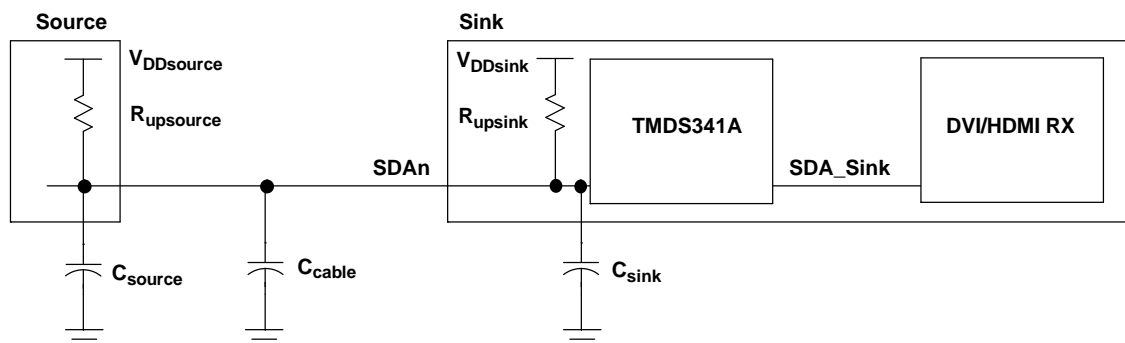 Source
Sink
VDDsource
VDDsink
Rupsource
Rupsink
TMDS341A
DVI/HDMI RX
SDAn
SDA_Sink
Csource
Ccable
Csink